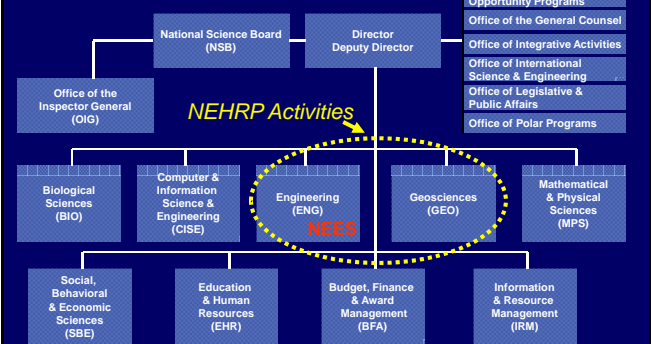 Opportunity Programs
Office of the General Counsel
National Science Board
(NSB)
Director
Deputy Director
Office of Integrative Activities
Office of International
Science & Engineering
Office of the
Inspector General
(OIG)
Office of Legislative &
Public Affairs
NEHRP Activities
Office of Polar Programs
Biological
Sciences
(BIO)
Computer &
Information
Science &
Engineering
(CISE)
Engineering
(ENG)
NEES
Geosciences
(GEO)
Mathematical
& Physical
Sciences
(MPS)
Social,
Behavioral
& Economic
Sciences
(SBE)
Education
& Human
Resources
(EHR)
Budget, Finance
& Award
Management
(BFA)
Information
& Resource
Management
(IRM)